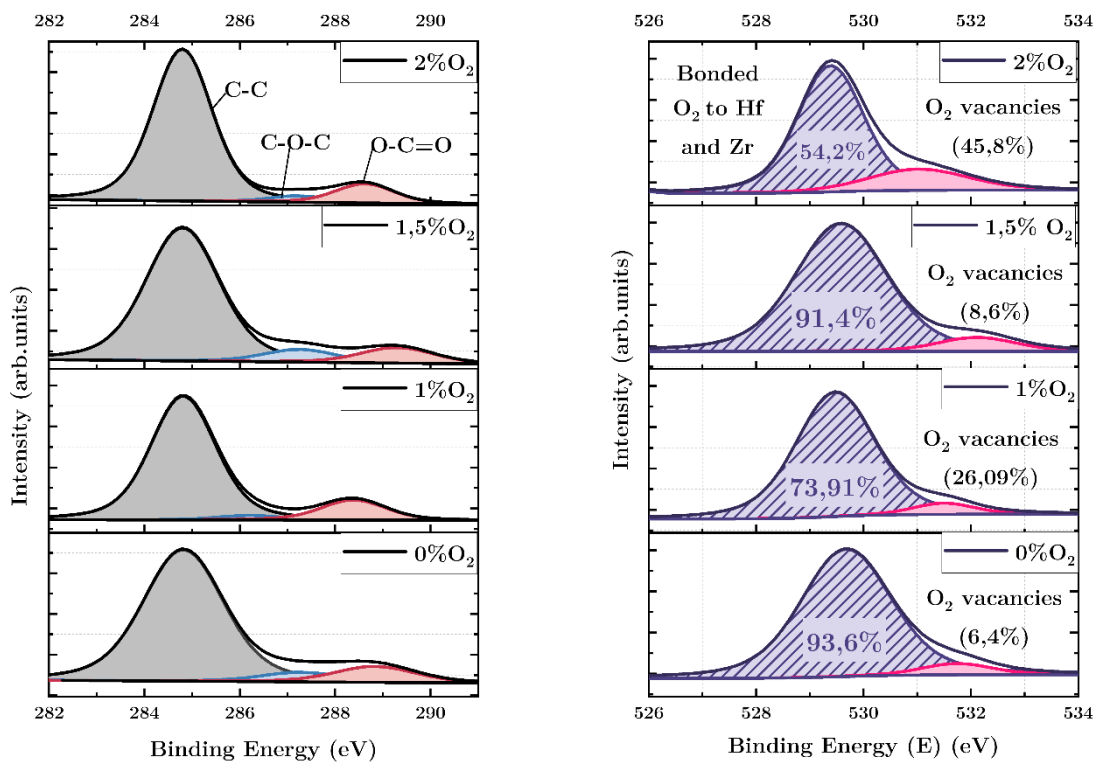 282 284 286 288 290
2%O₂
C-C
C-O-C
O-C=O
1,5%O₂
1%O₂
0%O₂
Intensity (arb.units)
282 284 286 288 290
Binding Energy (eV)
526 528 530 532 534
2%O₂
Bonded
O₂ to Hf
and Zr
54,2%
O₂ vacancies
(45,8%)
1,5% O₂
O₂ vacancies
(8,6%)
91,4%
1%O₂
O₂ vacancies
(26,09%)
73,91%
0%O₂
O₂ vacancies
(6,4%)
93,6%
Intensity (arb.units)
526 528 530 532 534
Binding Energy (E) (eV)